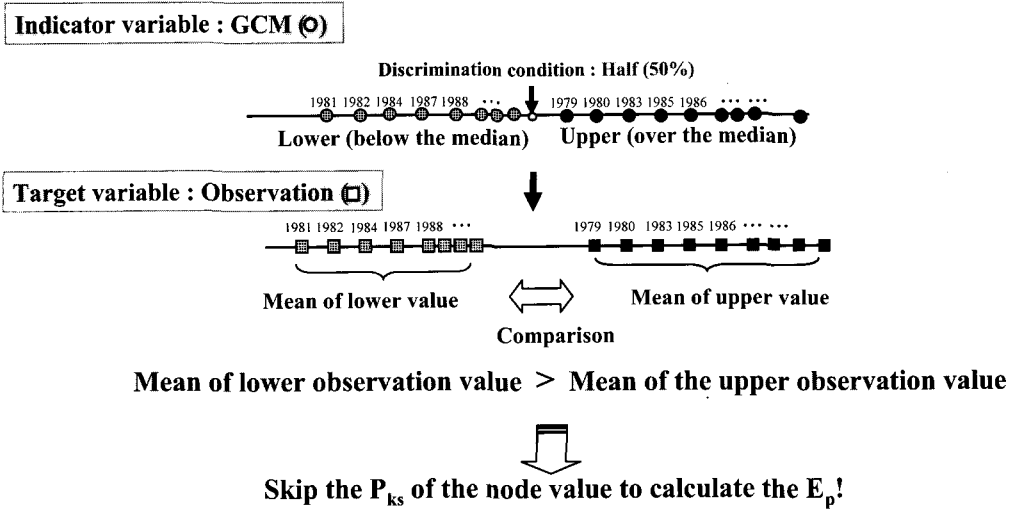 Indicator variable : GCM (○)
Discrimination condition : Half (50%)
1981 1982 1984 1987 1988 ··· 1979 1980 1983 1985 1986 ··· ···
Lower (below the median) Upper (over the median)
Target variable : Observation (□)
1981 1982 1984 1987 1988 ··· 1979 1980 1983 1985 1986 ··· ···
Mean of lower value Mean of upper value
Comparison
Mean of lower observation value > Mean of the upper observation value
Skip the Pks of the node value to calculate the Ep!